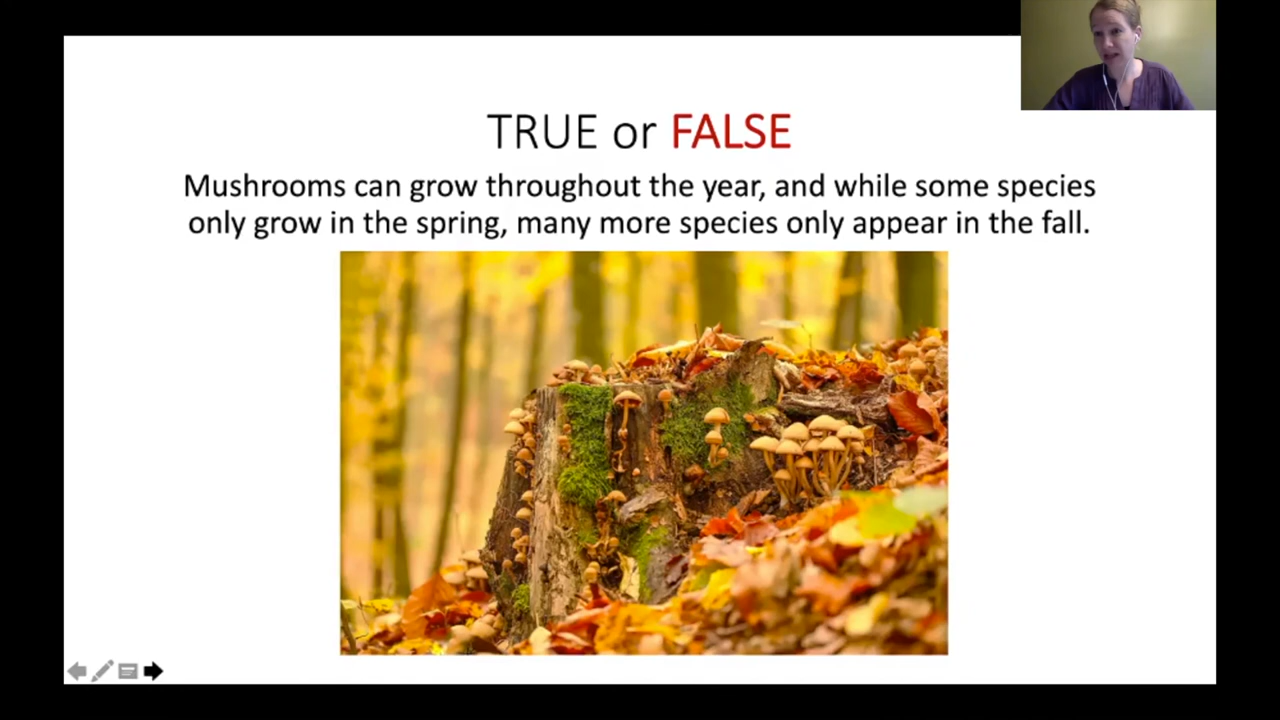 TRUE or FALSE
Mushrooms can grow throughout the year, and while some species
only grow in the spring, many more species only appear in the fall.